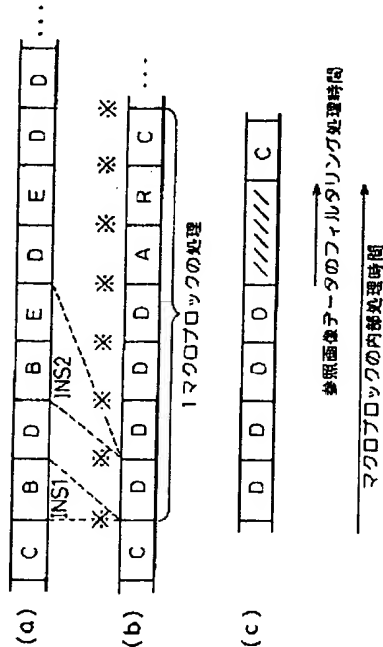 (a) C B D B E D E D D ...
INS1 INS2
※ ※ ※ ※ ※ ※ ※ ※
(b) C D D D D A R C ...
1マクロブロックの処理
(c) D D D D C
参照画像データのフィルタリング処理時間
マクロブロックの内部処理時間